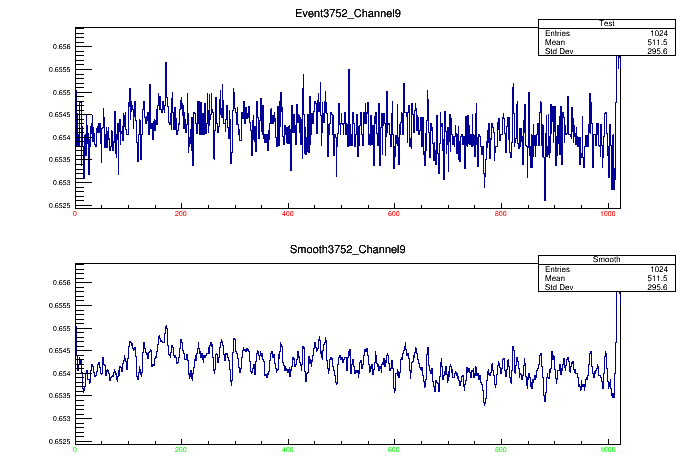 Event3752_Channel9
Test
Entries 1024
Mean 511.5
Std Dev 295.6
0.656
0.6555
0.655
0.6545
0.654
0.6535
0.653
0.6525
0 200 400 600 800 1000
Smooth3752_Channel9
Smooth
Entries 1024
Mean 511.5
Std Dev 295.6
0.656
0.6555
0.655
0.6545
0.654
0.6535
0.653
0.6525
0 200 400 600 800 1000